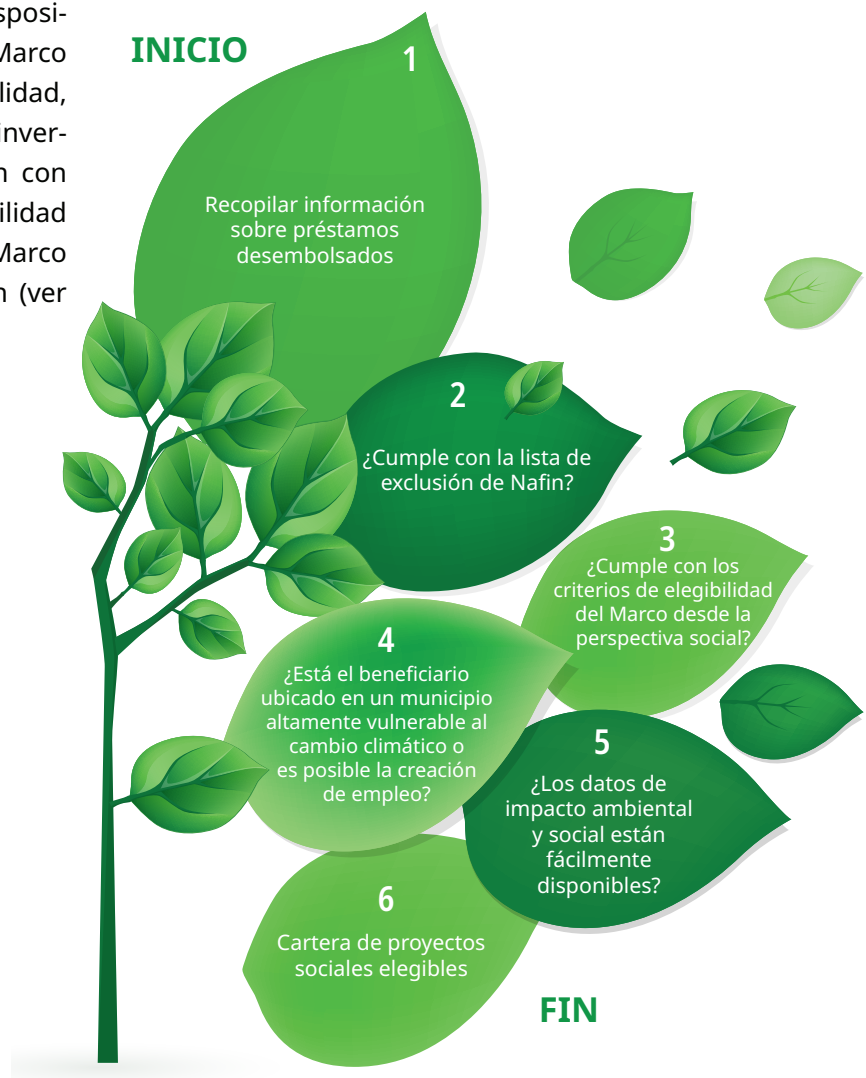 sposi-
Marco
lidad,
inver-
n con
ilidad
Marco
n (ver
INICIO
1
Recopilar información
sobre préstamos
desembolsados
2
¿Cumple con la lista de
exclusión de Nafin?
3
¿Cumple con los
criterios de elegibilidad
del Marco desde la
perspectiva social?
4
¿Está el beneficiario
ubicado en un municipio
altamente vulnerable al
cambio climático o
es posible la creación
de empleo?
5
¿Los datos de
impacto ambiental
y social están
fácilmente
disponibles?
6
Cartera de proyectos
sociales elegibles
FIN